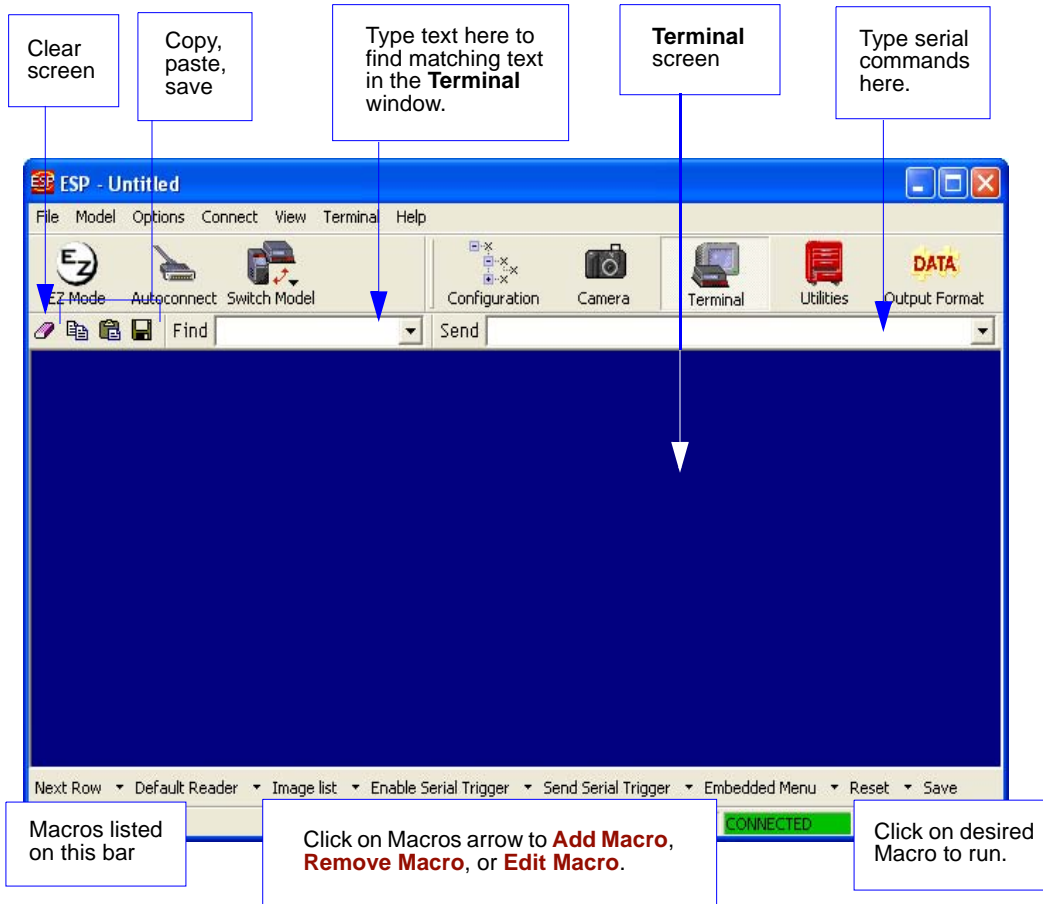 Clear
screen
Copy,
paste,
save
Type text here to
find matching text
in the Terminal
window.
Terminal
screen
Type serial
commands
here.
ESP - Untitled
File Model Options Connect View Terminal Help
EZ
EZ Mode Autoconnect Switch Model Configuration Camera Terminal Utilities DATA Output Format
Find Send
Next Row Default Reader Image list Enable Serial Trigger Send Serial Trigger Embedded Menu Reset Save
CONNECTED
Macros listed
on this bar
Click on Macros arrow to Add Macro,
Remove Macro, or Edit Macro.
Click on desired
Macro to run.